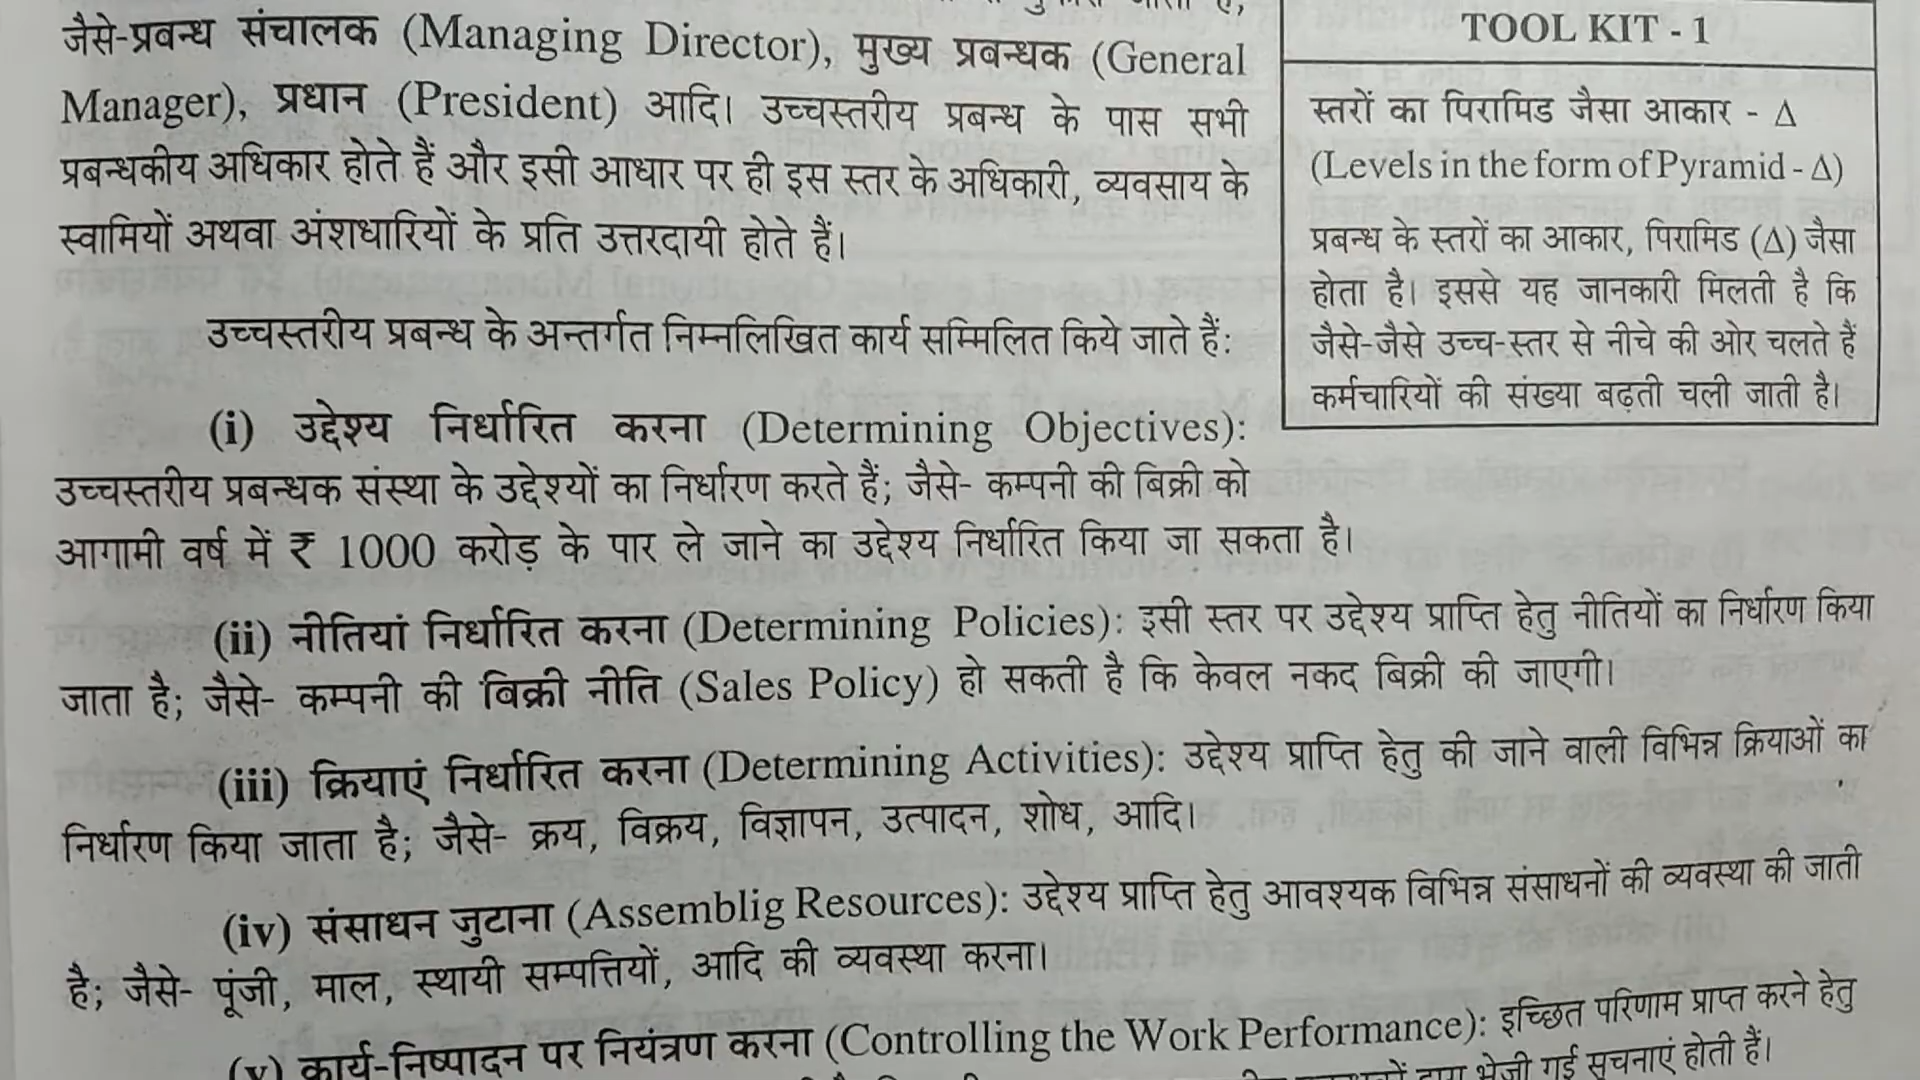 जैसे-प्रबन्ध संचालक (Managing Director), मुख्य प्रबन्धक (General
Manager), प्रधान (President) आदि। उच्चस्तरीय प्रबन्ध के पास सभी
प्रबन्धकीय अधिकार होते हैं और इसी आधार पर ही इस स्तर के अधिकारी, व्यवसाय के
स्वामियों अथवा अंशधारियों के प्रति उत्तरदायी होते हैं।
उच्चस्तरीय प्रबन्ध के अन्तर्गत निम्नलिखित कार्य सम्मिलित किये जाते हैं:
(i) उद्देश्य निर्धारित करना (Determining Objectives):
उच्चस्तरीय प्रबन्धक संस्था के उद्देश्यों का निर्धारण करते हैं; जैसे- कम्पनी की बिक्री को
आगामी वर्ष में ₹ 1000 करोड़ के पार ले जाने का उद्देश्य निर्धारित किया जा सकता है।
TOOL KIT - 1
स्तरों का पिरामिड जैसा आकार - Δ
(Levels in the form of Pyramid - Δ)
प्रबन्ध के स्तरों का आकार, पिरामिड (Δ) जैसा
होता है। इससे यह जानकारी मिलती है कि
जैसे-जैसे उच्च-स्तर से नीचे की ओर चलते हैं
कर्मचारियों की संख्या बढ़ती चली जाती है।
(ii) नीतियां निर्धारित करना (Determining Policies): इसी स्तर पर उद्देश्य प्राप्ति हेतु नीतियों का निर्धारण किया
जाता है; जैसे- कम्पनी की बिक्री नीति (Sales Policy) हो सकती है कि केवल नकद बिक्री की जाएगी।
(iii) क्रियाएं निर्धारित करना (Determining Activities): उद्देश्य प्राप्ति हेतु की जाने वाली विभिन्न क्रियाओं का
निर्धारण किया जाता है; जैसे- क्रय, विक्रय, विज्ञापन, उत्पादन, शोध, आदि।
(iv) संसाधन जुटाना (Assemblig Resources): उद्देश्य प्राप्ति हेतु आवश्यक विभिन्न संसाधनों की व्यवस्था की जाती
है; जैसे- पूंजी, माल, स्थायी सम्पत्तियों, आदि की व्यवस्था करना।
(v) कार्य-निष्पादन पर नियंत्रण करना (Controlling the Work Performance): इच्छित परिणाम प्राप्त करने हेतु
द्वारा भेजी गई सूचनाएं होती हैं।